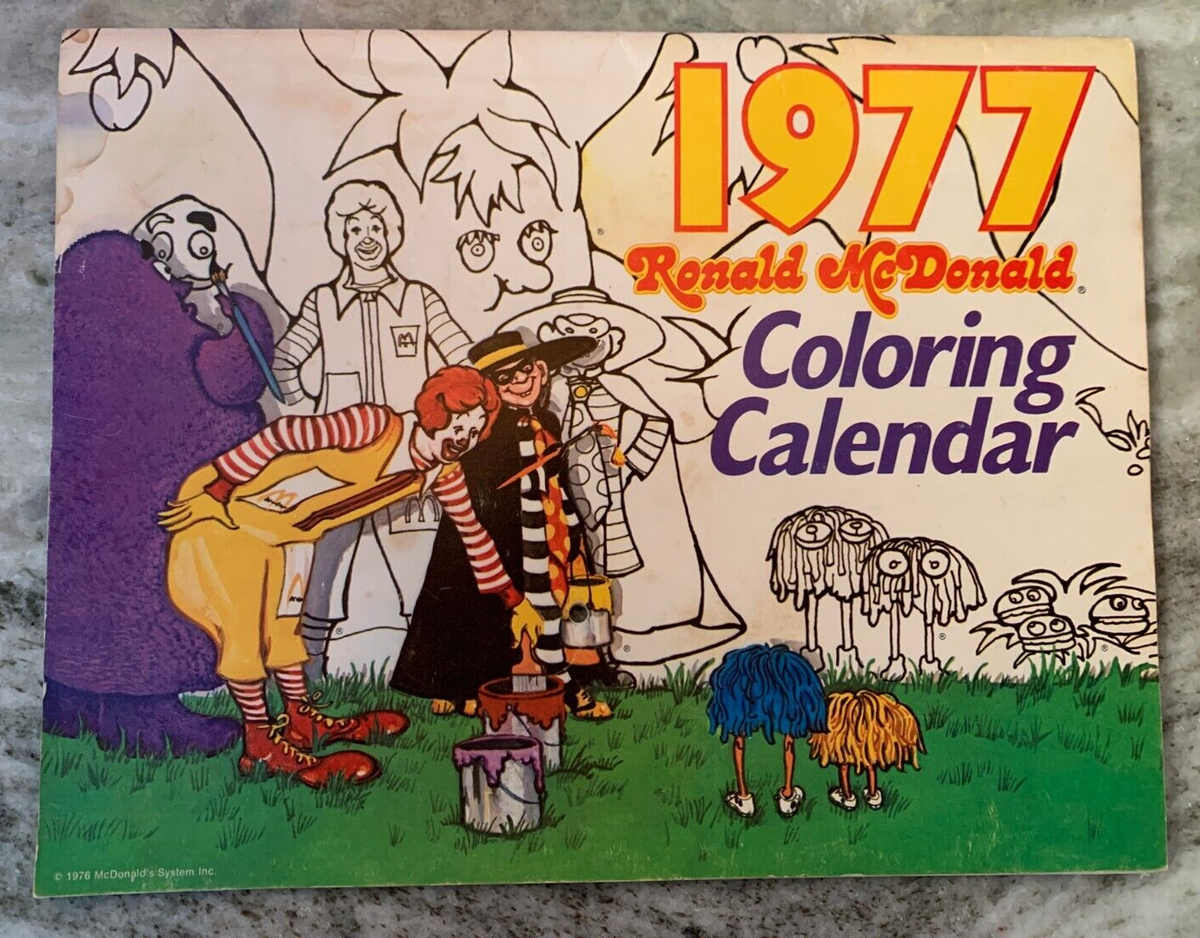 1977
Ronald McDonald®
Coloring
Calendar
© 1976 McDonald's System Inc.